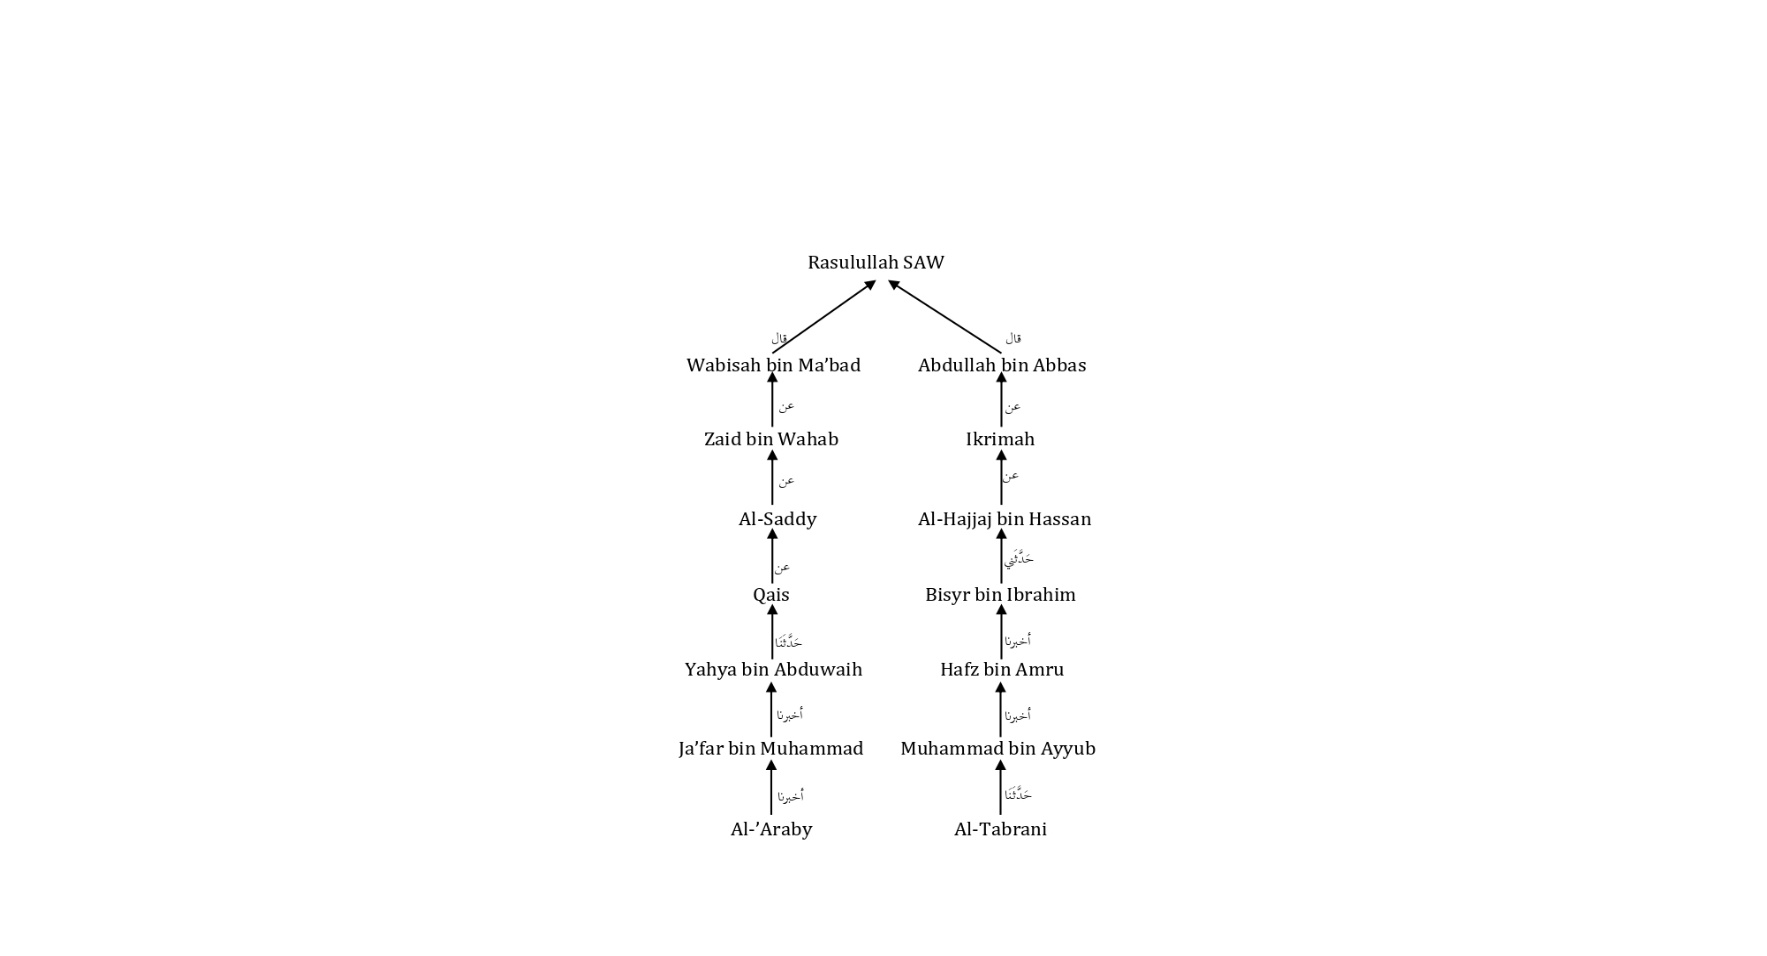 Rasulullah SAW
قال
قال
Wabisah bin Ma’bad
Abdullah bin Abbas
عن
عن
Zaid bin Wahab
Ikrimah
عن
عن
Al-Saddy
Al-Hajjaj bin Hassan
عن
حَدَّثَني
Qais
Bisyr bin Ibrahim
حَدَّثَنَا
أخبرنا
Yahya bin Abduwaih
Hafz bin Amru
أخبرنا
أخبرنا
Ja’far bin Muhammad
Muhammad bin Ayyub
أخبرنا
حَدَّثَنَا
Al-’Araby
Al-Tabrani